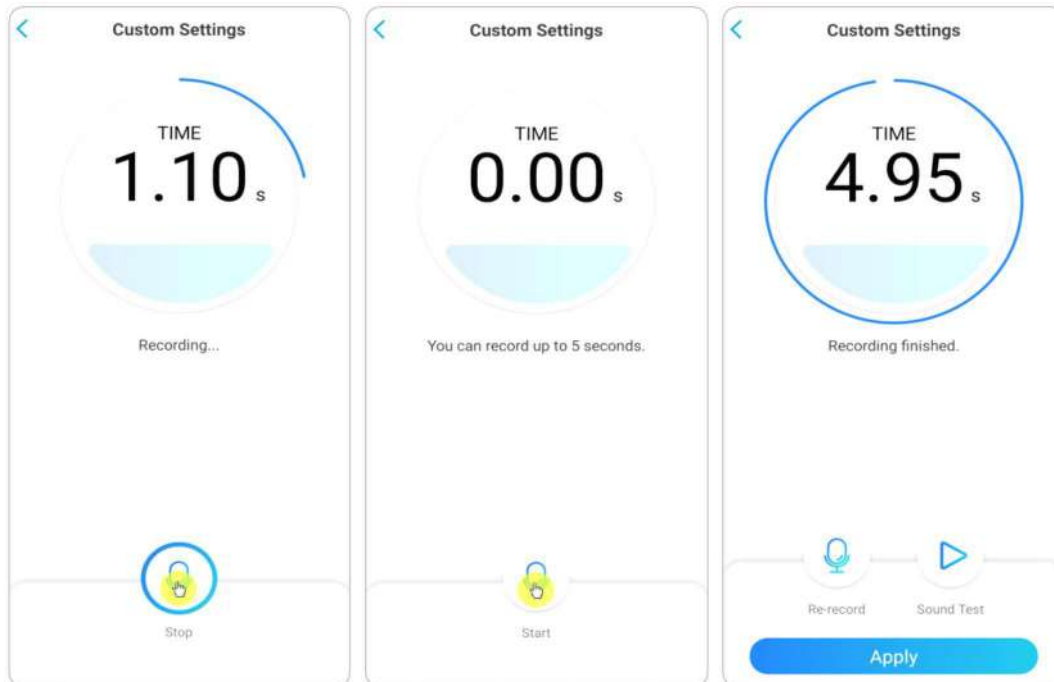 Custom Settings
TIME
1.10 s
Recording...
Stop
Custom Settings
TIME
0.00 s
You can record up to 5 seconds.
Start
Custom Settings
TIME
4.95 s
Recording finished.
Re-record
Sound Test
Apply